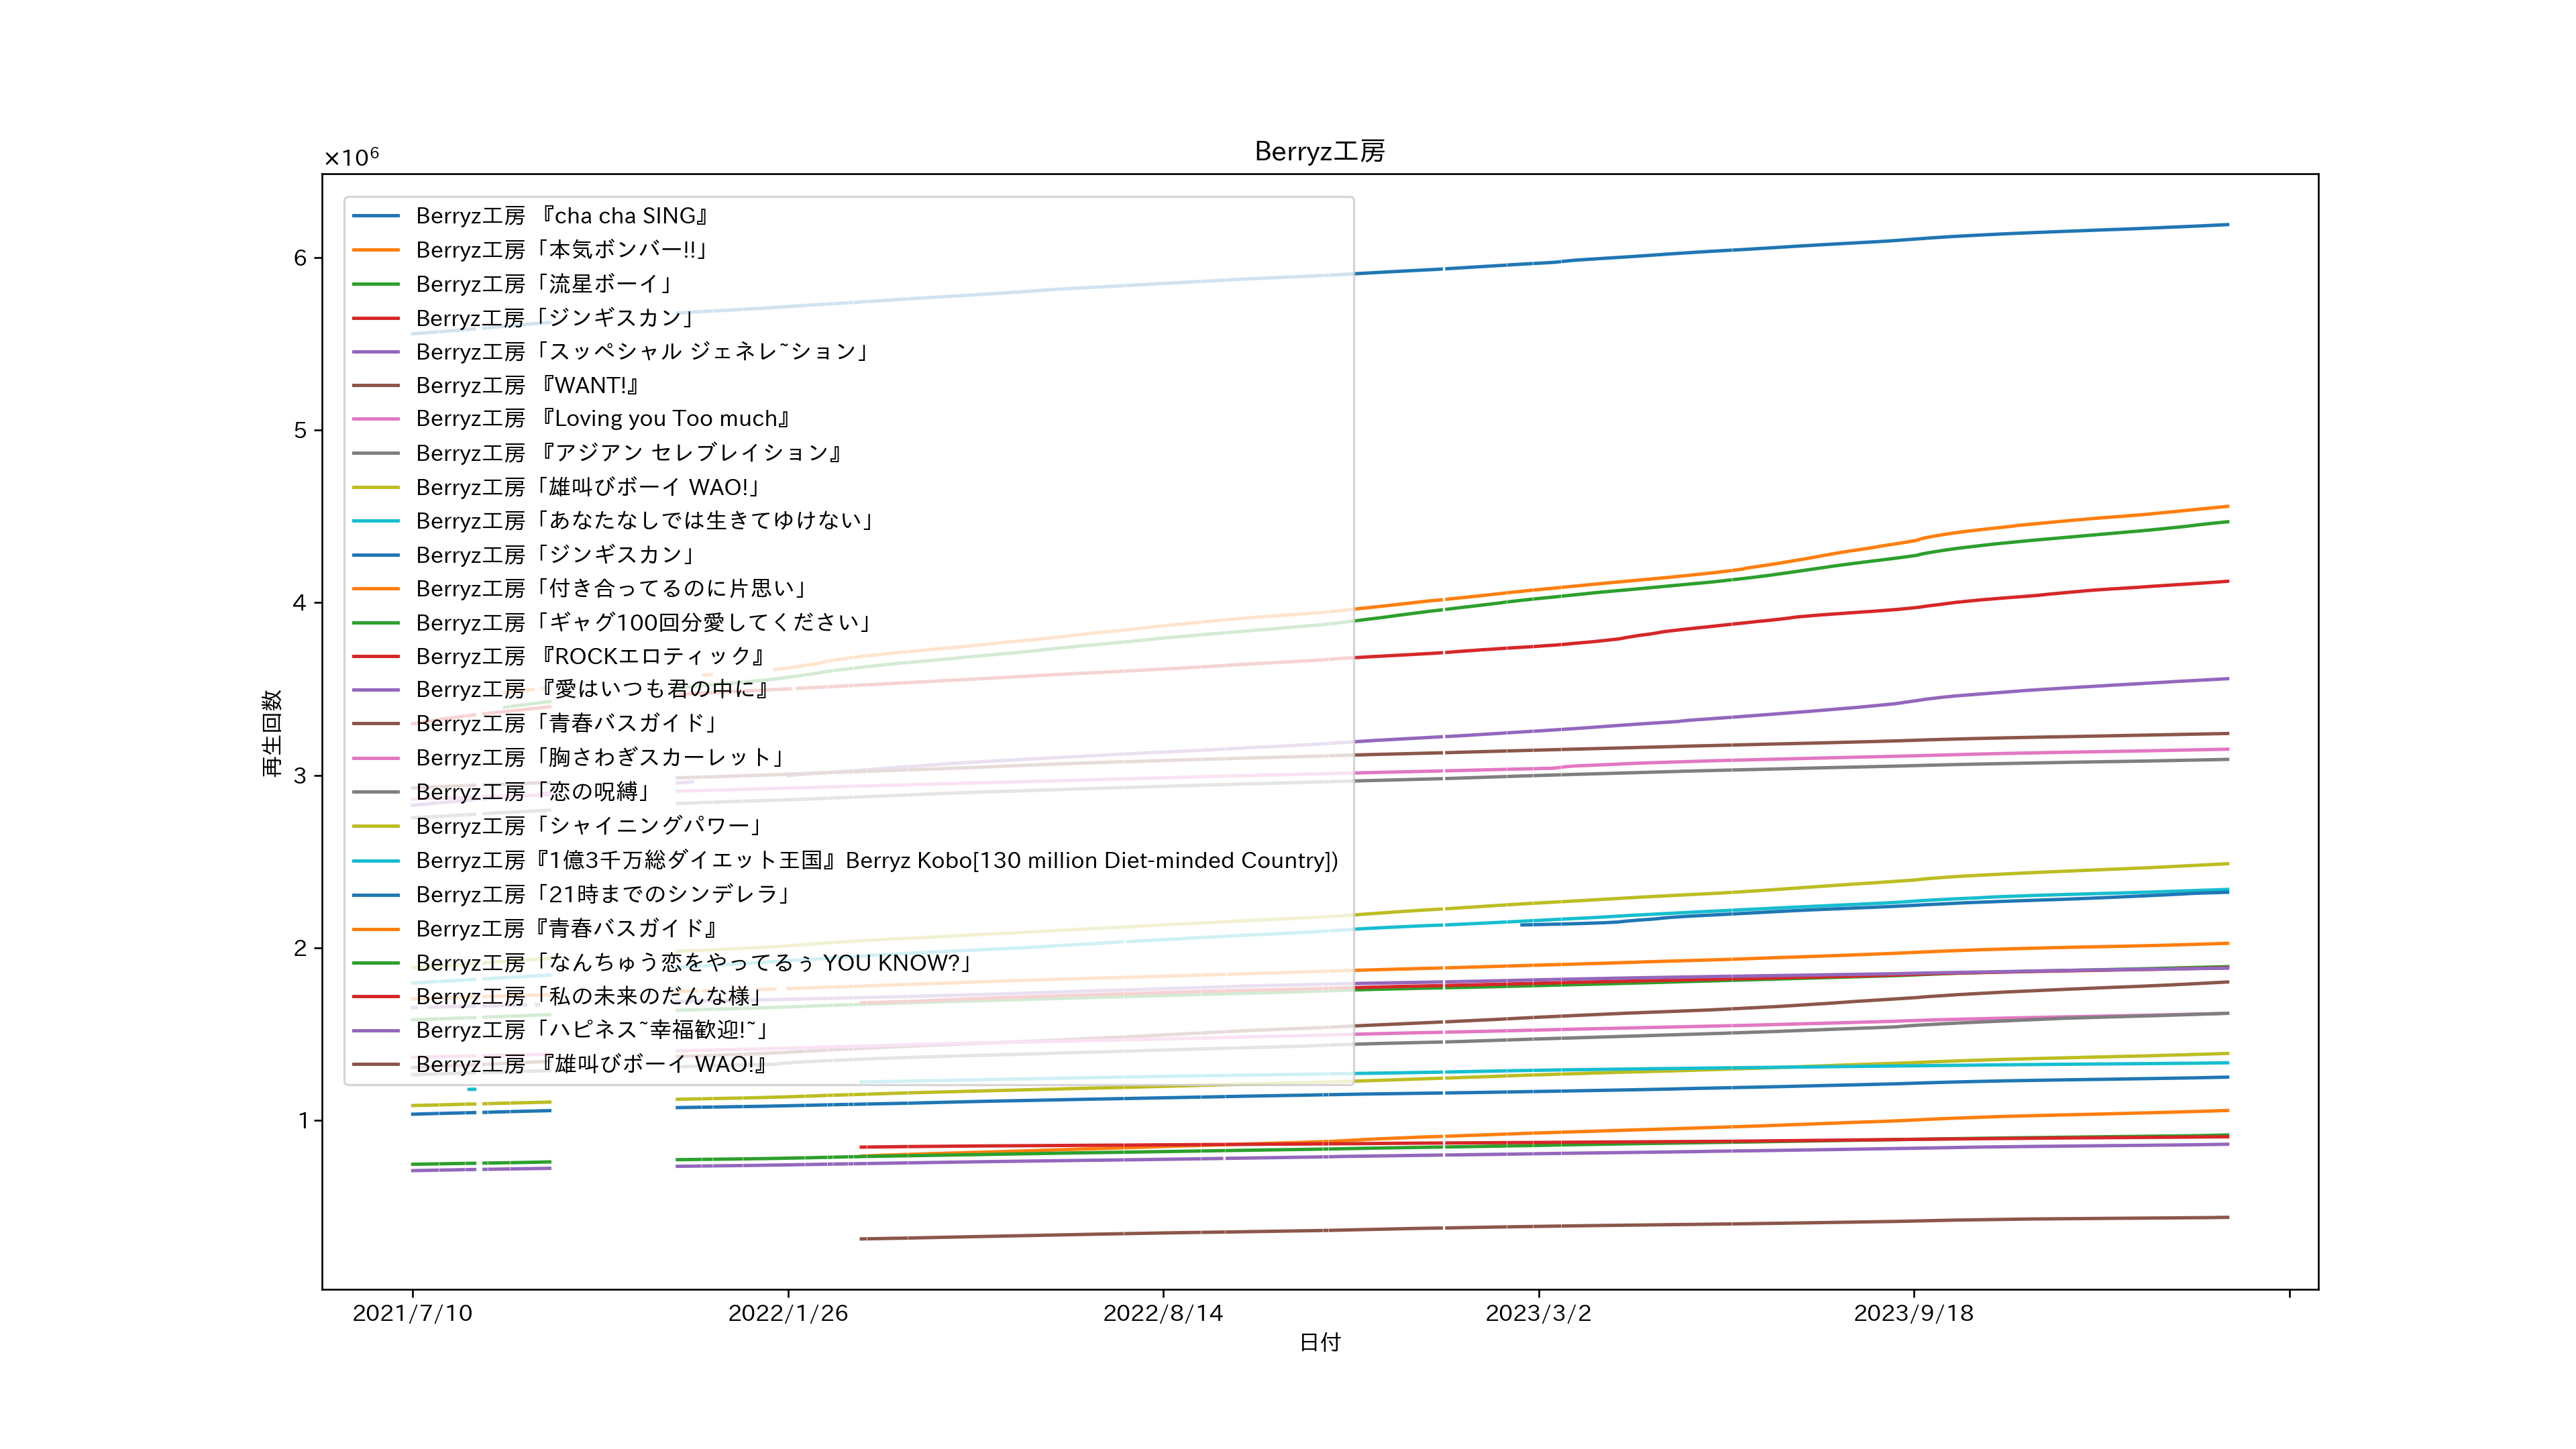 Berryz工房
×10⁶
Berryz工房 『cha cha SING』
Berryz工房「本気ボンバー!!」
Berryz工房「流星ボーイ」
Berryz工房「ジンギスカン」
Berryz工房「スッペシャル ジェネレ~ション」
Berryz工房 『WANT!』
Berryz工房 『Loving you Too much』
Berryz工房 『アジアン セレブレイション』
Berryz工房「雄叫びボーイ WAO!」
Berryz工房「あなたなしでは生きてゆけない」
Berryz工房「ジンギスカン」
Berryz工房「付き合ってるのに片思い」
Berryz工房「ギャグ100回分愛してください」
Berryz工房 『ROCKエロティック』
Berryz工房 『愛はいつも君の中に』
Berryz工房「青春バスガイド」
Berryz工房「胸さわぎスカーレット」
Berryz工房「恋の呪縛」
Berryz工房「シャイニングパワー」
Berryz工房『1億3千万総ダイエット王国』Berryz Kobo[130 million Diet-minded Country])
Berryz工房「21時までのシンデレラ」
Berryz工房『青春バスガイド』
Berryz工房「なんちゅう恋をやってるぅ YOU KNOW?」
Berryz工房「私の未来のだんな様」
Berryz工房「ハピネス~幸福歓迎!~」
Berryz工房 『雄叫びボーイ WAO!』
6
5
4
3
2
1
再生回数
2021/7/10
2022/1/26
2022/8/14
2023/3/2
2023/9/18
日付